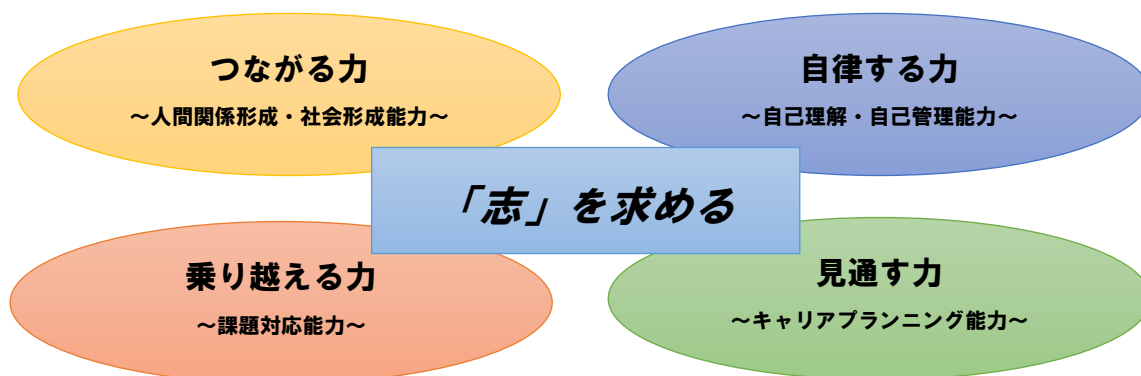 つながる力
～人間関係形成・社会形成能力～
自律する力
～自己理解・自己管理能力～
「志」を求める
乗り越える力
～課題対応能力～
見通す力
～キャリアプランニング能力～